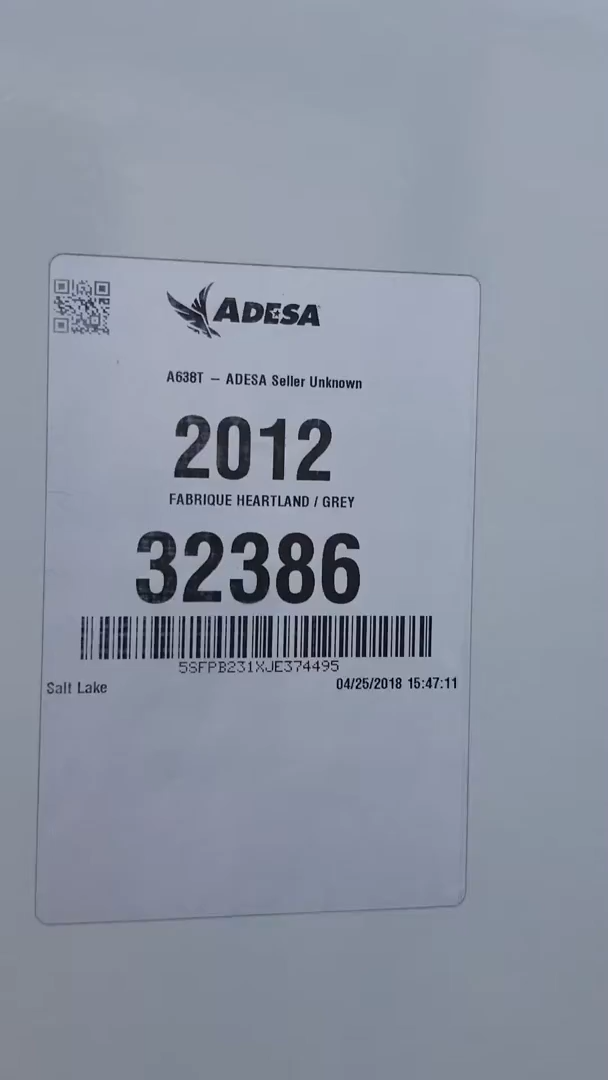 ADESA
A638T – ADESA Seller Unknown
2012
FABRIQUE HEARTLAND / GREY
32386
5SFPB231XJE374495
Salt Lake 04/25/2018 15:47:11